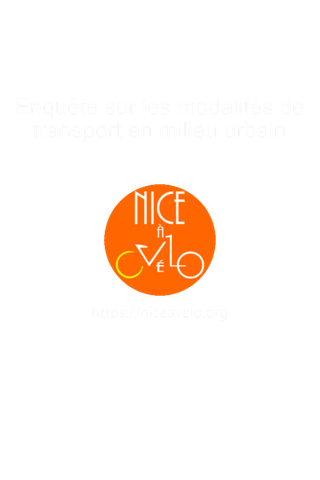 Enquête sur les modalités de
transport en milieu urbain
NICE
À
VÉLO
https://niceavelo.org